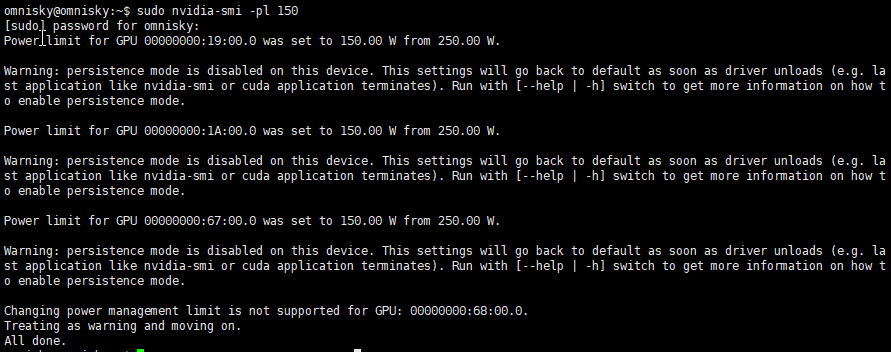 omnisky@omnisky:~$ sudo nvidia-smi -pl 150
[sudo] password for omnisky:
Power limit for GPU 00000000:19:00.0 was set to 150.00 W from 250.00 W.
Warning: persistence mode is disabled on this device. This settings will go back to default as soon as driver unloads (e.g. la
st application like nvidia-smi or cuda application terminates). Run with [--help | -h] switch to get more information on how t
o enable persistence mode.
Power limit for GPU 00000000:1A:00.0 was set to 150.00 W from 250.00 W.
Warning: persistence mode is disabled on this device. This settings will go back to default as soon as driver unloads (e.g. la
st application like nvidia-smi or cuda application terminates). Run with [--help | -h] switch to get more information on how t
o enable persistence mode.
Power limit for GPU 00000000:67:00.0 was set to 150.00 W from 250.00 W.
Warning: persistence mode is disabled on this device. This settings will go back to default as soon as driver unloads (e.g. la
st application like nvidia-smi or cuda application terminates). Run with [--help | -h] switch to get more information on how t
o enable persistence mode.
Changing power management limit is not supported for GPU: 00000000:68:00.0.
Treating as warning and moving on.
All done.